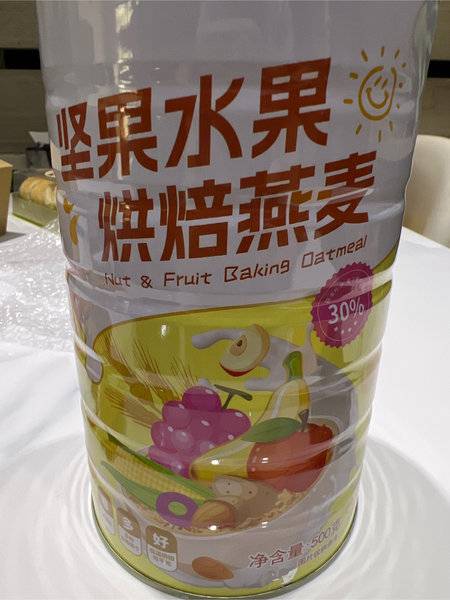 坚果水果
烘焙燕麦
Nut & Fruit Baking Oatmeal
30%
多
好
净含量:500克